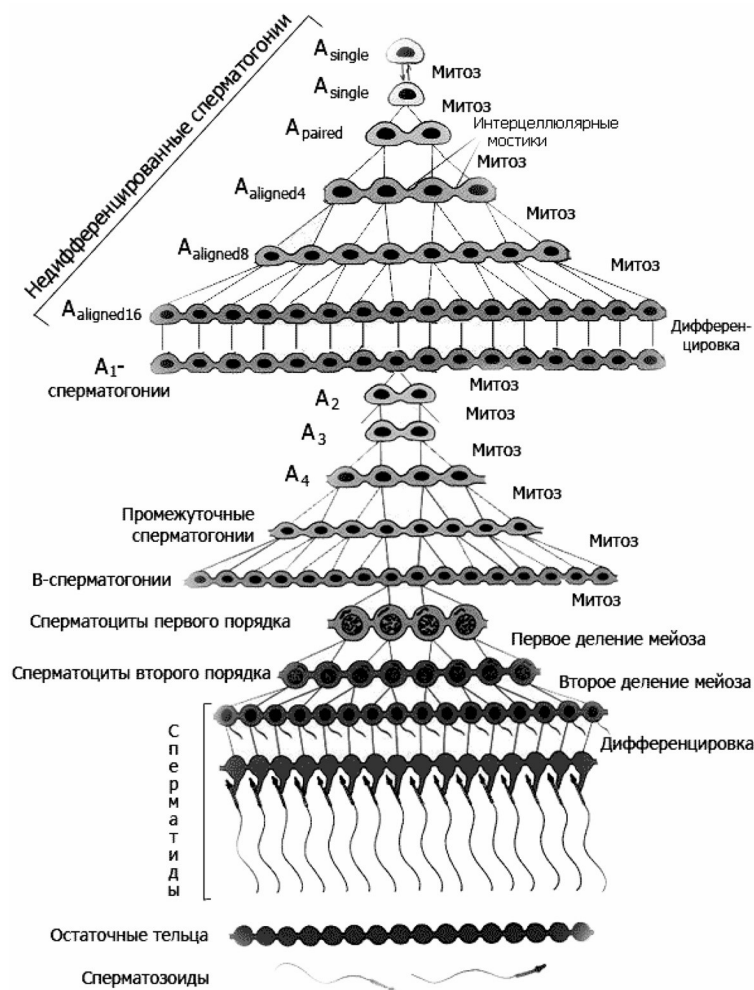 A single
Митоз
A single
Митоз
A paired
Интерцеллюлярные
мостики
Митоз
A aligned4
Митоз
A aligned8
Митоз
A aligned16
Дифферен-
цировка
A1-
сперматогонии
Недифференцированные сперматогонии
Митоз
A2
Митоз
A3
Митоз
A4
Митоз
Промежуточные
сперматогонии
Митоз
В-сперматогонии
Митоз
Сперматоциты первого порядка
Первое деление мейоза
Сперматоциты второго порядка
Второе деление мейоза
Сперматиды
Дифференцировка
Остаточные тельца
Сперматозоиды